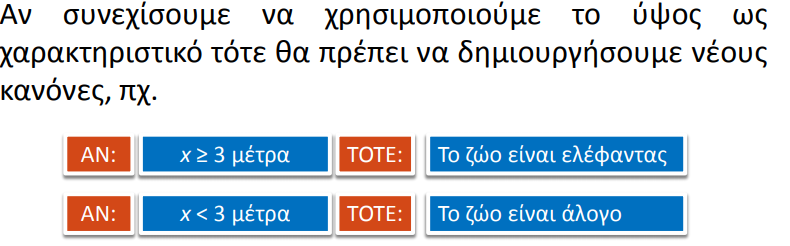 Αν συνεχίσουμε να χρησιμοποιούμε το ύψος ως
χαρακτηριστικό τότε θα πρέπει να δημιουργήσουμε νέους
κανόνες, πχ.
ΑΝ: x ≥ 3 μέτρα ΤΟΤΕ: Το ζώο είναι ελέφαντας
ΑΝ: x < 3 μέτρα ΤΟΤΕ: Το ζώο είναι άλογο